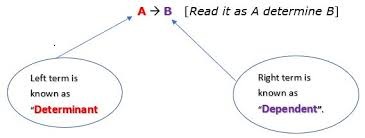 A → B [Read it as A determine B]
Left term is
known as
“Determinant
Right term is
known as
“Dependent”.